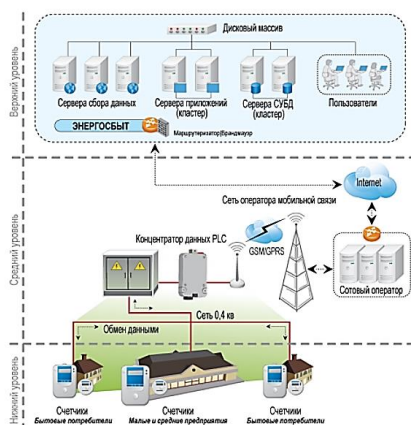 Верхний уровень
Дисковый массив
Сервера сбора данных
Сервера приложений
(кластер)
Сервера СУБД
(кластер)
Пользователи
ЭНЕРГОСБЫТ
Маршрутизатор|брандмауэр
Средний уровень
Internet
Сеть оператора мобильной связи
Концентратор данных PLC
GSM/GPRS
Сотовый оператор
Сеть 0,4 кв
Обмен данными
Нижний уровень
Счетчики
Бытовые потребители
Счетчики
Малые и средние предприятия
Счетчики
Бытовые потребители